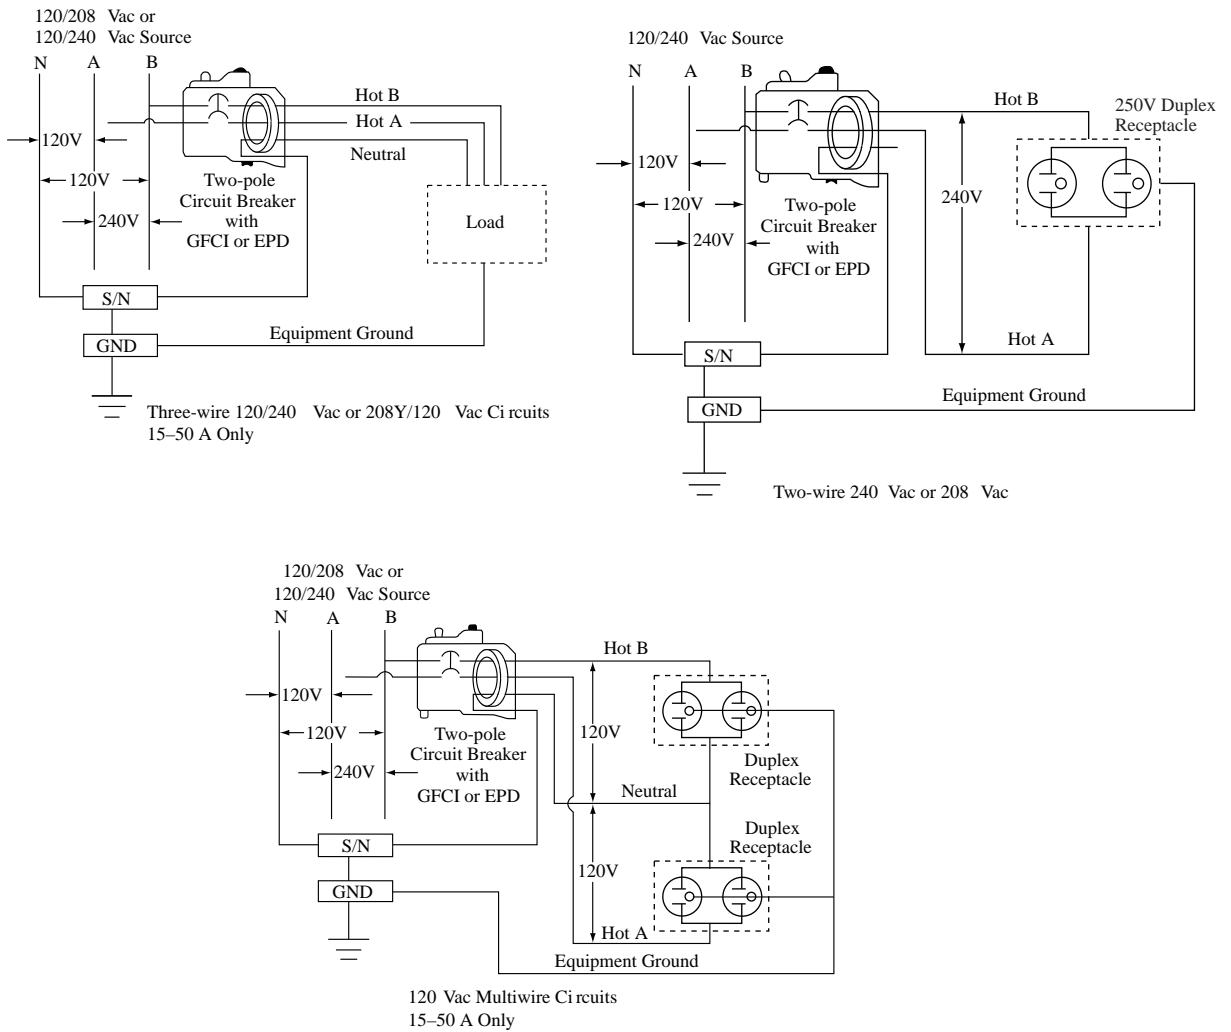 120/208 Vac or
120/240 Vac Source
N A B
Hot B
Hot A
Neutral
120V
120V
240V
Two-pole
Circuit Breaker
with
GFCI or EPD
Load
S/N
GND
Equipment Ground
Three-wire 120/240 Vac or 208Y/120 Vac Circuits
15–50 A Only
120/240 Vac Source
N A B
Hot B
250V Duplex
Receptacle
120V
120V
240V
240V
Two-pole
Circuit Breaker
with
GFCI or EPD
Hot A
S/N
Equipment Ground
GND
Two-wire 240 Vac or 208 Vac
120/208 Vac or
120/240 Vac Source
N A B
Hot B
120V
120V
240V
Two-pole
Circuit Breaker
with
GFCI or EPD
120V
Duplex
Receptacle
Neutral
Duplex
Receptacle
120V
S/N
GND
Hot A
Equipment Ground
120 Vac Multiwire Circuits
15–50 A Only